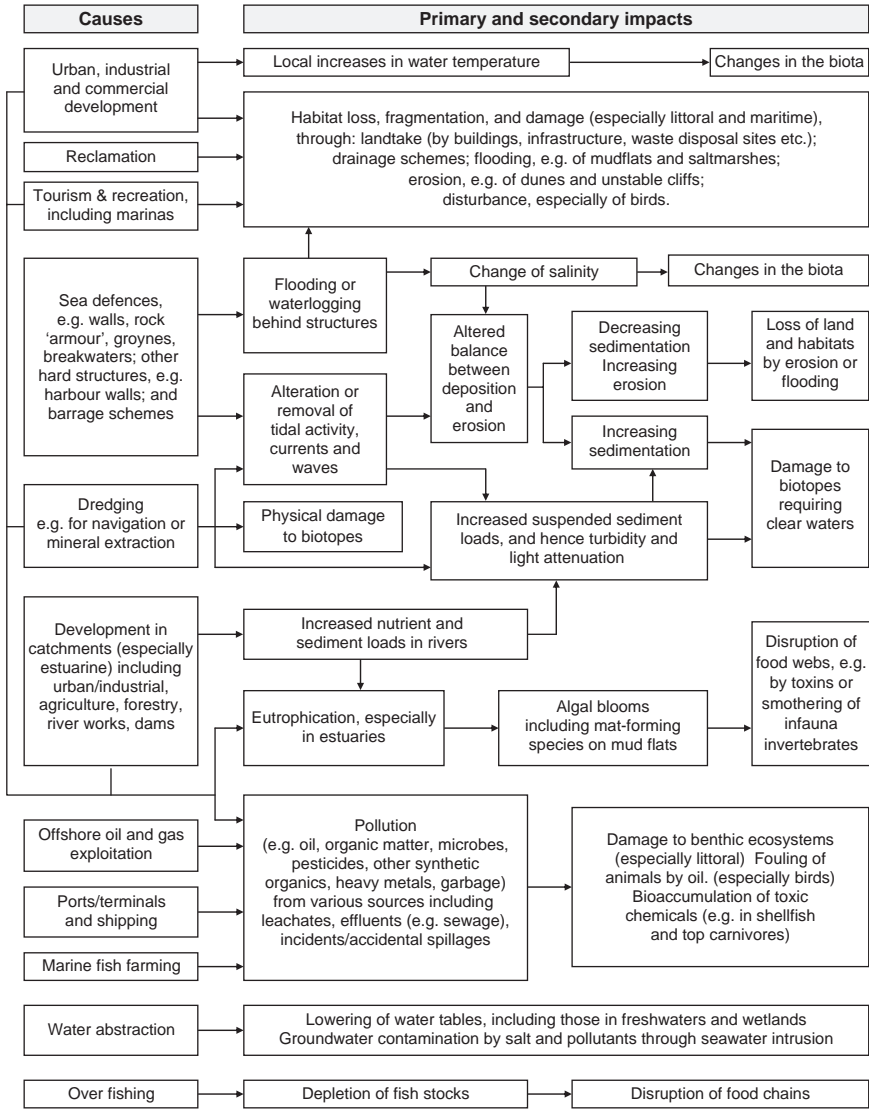 Causes
Primary and secondary impacts
Urban, industrial
and commercial
development
Local increases in water temperature
Changes in the biota
Habitat loss, fragmentation, and damage (especially littoral and maritime),
through: landtake (by buildings, infrastructure, waste disposal sites etc.);
drainage schemes; flooding, e.g. of mudflats and saltmarshes;
erosion, e.g. of dunes and unstable cliffs;
disturbance, especially of birds.
Reclamation
Tourism & recreation,
including marinas
Sea defences,
e.g. walls, rock
‘armour’, groynes,
breakwaters; other
hard structures, e.g.
harbour walls; and
barrage schemes
Flooding or
waterlogging
behind structures
Change of salinity
Changes in the biota
Altered
balance
between
deposition
and
erosion
Decreasing
sedimentation
Increasing
erosion
Loss of land
and habitats
by erosion or
flooding
Alteration or
removal of
tidal activity,
currents and
waves
Increasing
sedimentation
Damage to
biotopes
requiring
clear waters
Dredging
e.g. for navigation or
mineral extraction
Physical damage
to biotopes
Increased suspended sediment
loads, and hence turbidity and
light attenuation
Development in
catchments (especially
estuarine) including
urban/industrial,
agriculture, forestry,
river works, dams
Increased nutrient and
sediment loads in rivers
Eutrophication, especially
in estuaries
Algal blooms
including mat-forming
species on mud flats
Disruption of
food webs, e.g.
by toxins or
smothering of
infauna
invertebrates
Offshore oil and gas
exploitation
Ports/terminals
and shipping
Marine fish farming
Pollution
(e.g. oil, organic matter, microbes,
pesticides, other synthetic
organics, heavy metals, garbage)
from various sources including
leachates, effluents (e.g. sewage),
incidents/accidental spillages
Damage to benthic ecosystems
(especially littoral) Fouling of
animals by oil. (especially birds)
Bioaccumulation of toxic
chemicals (e.g. in shellfish
and top carnivores)
Water abstraction
Lowering of water tables, including those in freshwaters and wetlands
Groundwater contamination by salt and pollutants through seawater intrusion
Over fishing
Depletion of fish stocks
Disruption of food chains